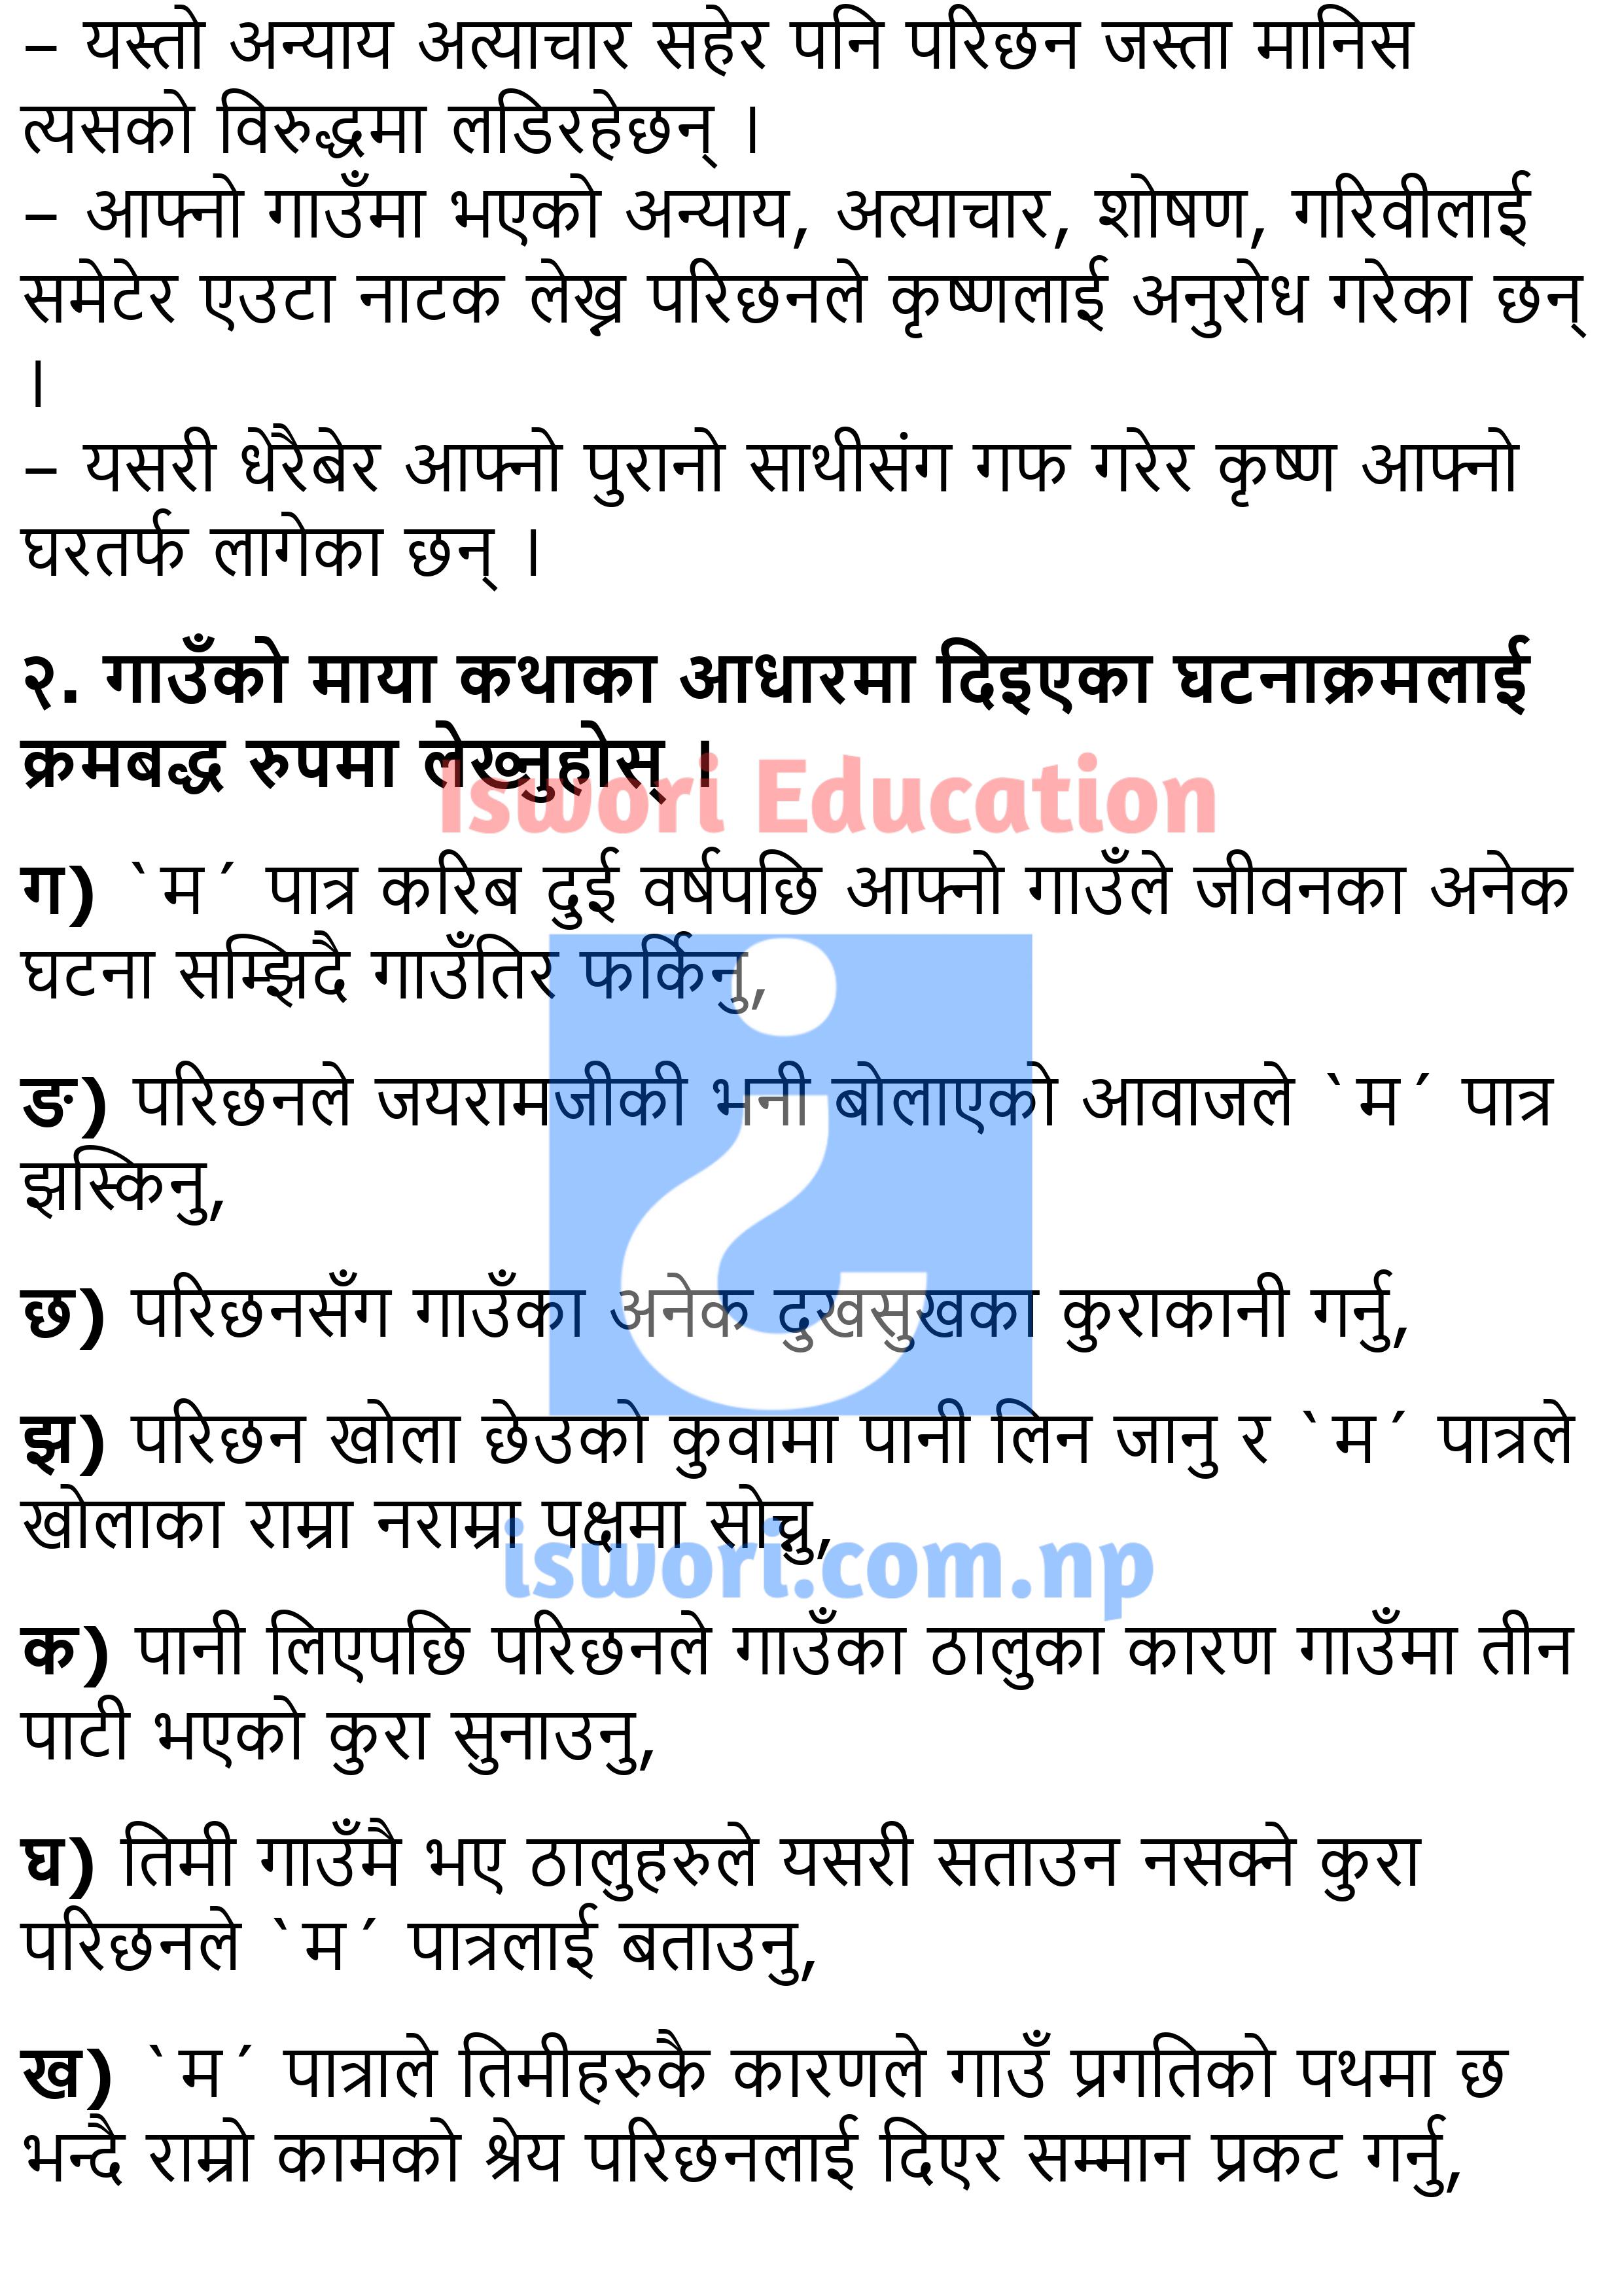 – यस्तो अन्याय अत्याचार सहेर पनि परिछन जस्ता मानिस
त्यसको विरुद्धमा लडिरहेछन् ।
– आफ्नो गाउँमा भएको अन्याय, अत्याचार, शोषण, गरिवीलाई
समेटेर एउटा नाटक लेख्न परिछनले कृष्णलाई अनुरोध गरेका छन्
।
– यसरी धेरैबेर आफ्नो पुरानो साथीसंग गफ गरेर कृष्ण आफ्नो
घरतर्फ लागेका छन् ।
२. गाउँको माया कथाका आधारमा दिइएका घटनाक्रमलाई
क्रमबद्ध रुपमा लेख्नुहोस् ।
Iswori Education
ग) `म´ पात्र करिब दुई वर्षपछि आफ्नो गाउँले जीवनका अनेक
घटना सम्झिदै गाउँतिर फर्किनु,
ङ) परिछनले जयरामजीकी भनी बोलाएको आवाजले `म´ पात्र
झस्किनु,
छ) परिछनसँग गाउँका अनेक दुखसुखका कुराकानी गर्नु,
झ) परिछन खोला छेउको कुवामा पानी लिन जानु र `म´ पात्रले
खोलाका राम्रा नराम्रा पक्षमा सोच्नु,
iswori.com.np
क) पानी लिएपछि परिछनले गाउँका ठालुका कारण गाउँमा तीन
पाटी भएको कुरा सुनाउनु,
घ) तिमी गाउँमै भए ठालुहरुले यसरी सताउन नसक्ने कुरा
परिछनले `म´ पात्रलाई बताउनु,
ख) `म´ पात्राले तिमीहरुकै कारणले गाउँ प्रगतिको पथमा छ
भन्दै राम्रो कामको श्रेय परिछनलाई दिएर सम्मान प्रकट गर्नु,